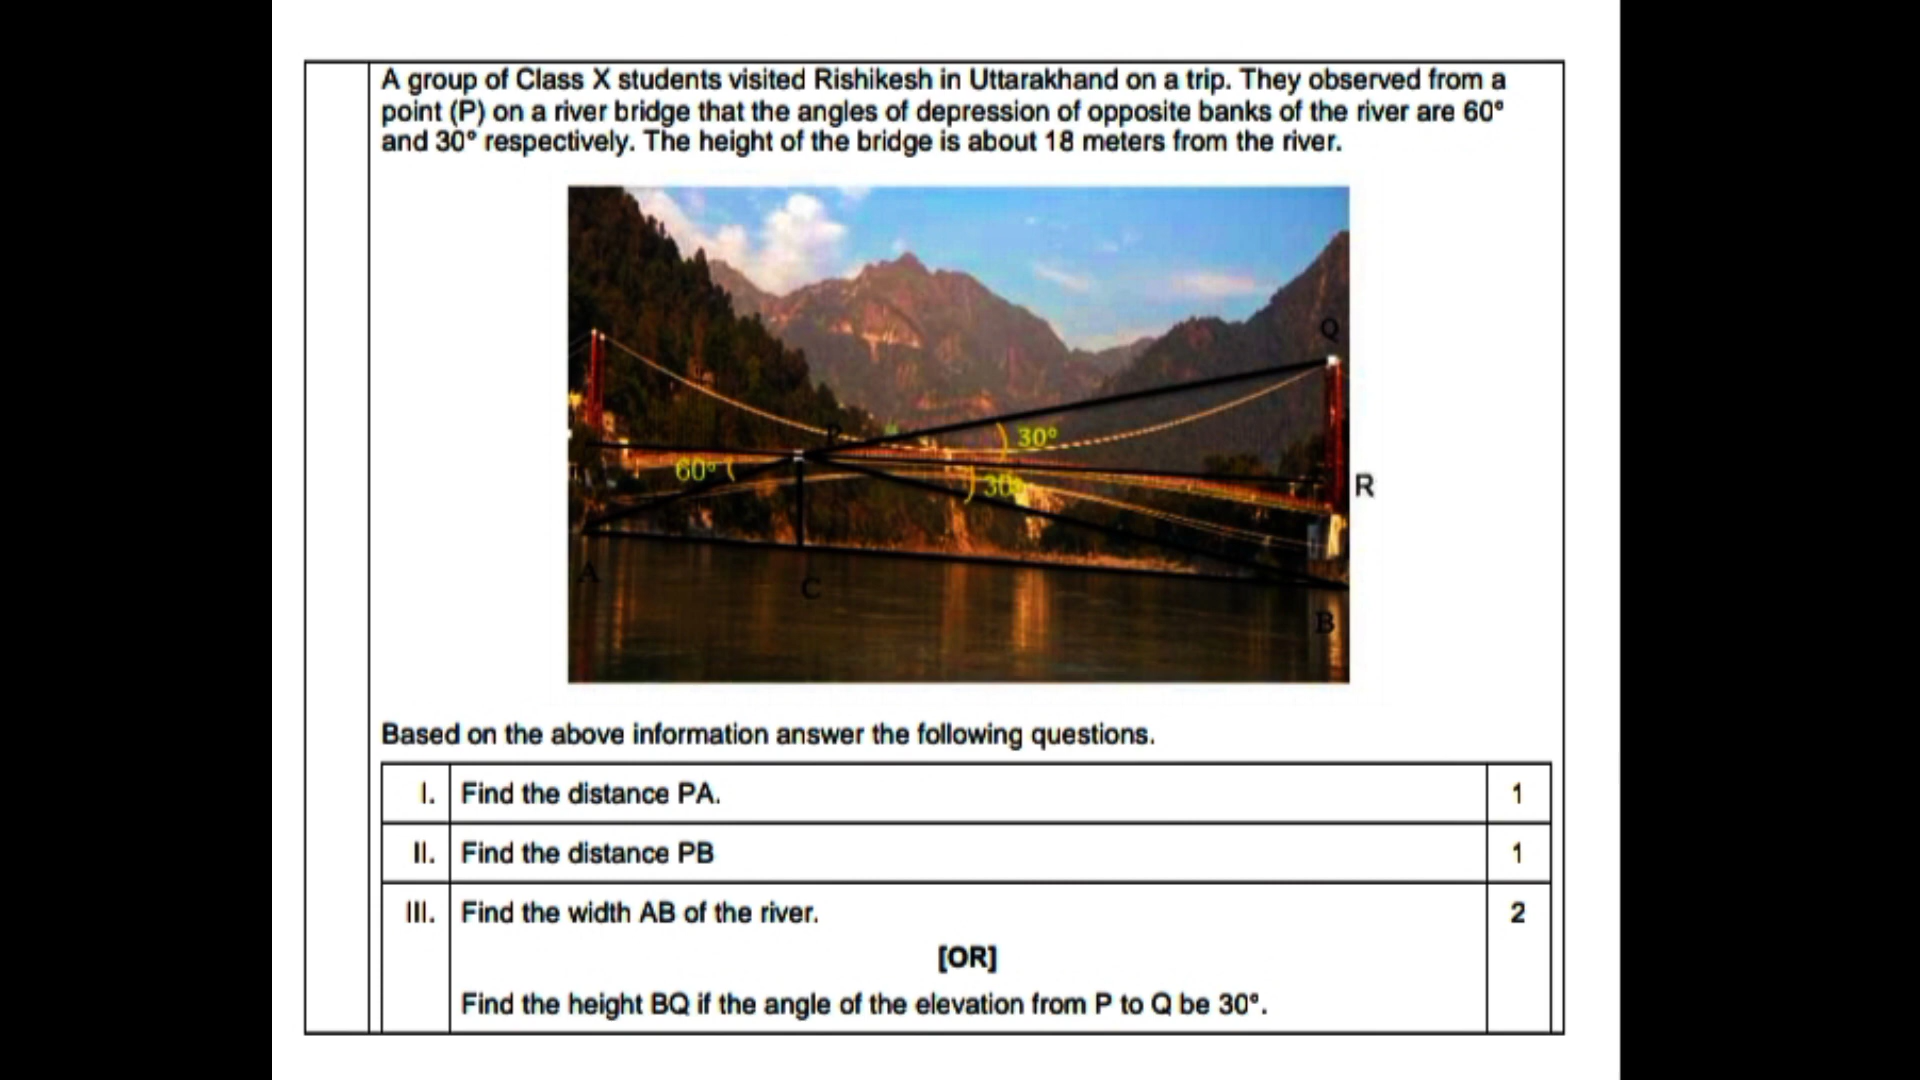 A group of Class X students visited Rishikesh in Uttarakhand on a trip. They observed from a
point (P) on a river bridge that the angles of depression of opposite banks of the river are 60°
and 30° respectively. The height of the bridge is about 18 meters from the river.
Q
P
30°
60°
30°
R
A
C
B
Based on the above information answer the following questions.
I. Find the distance PA. 1
II. Find the distance PB 1
III. Find the width AB of the river. 2
[OR]
Find the height BQ if the angle of the elevation from P to Q be 30°.